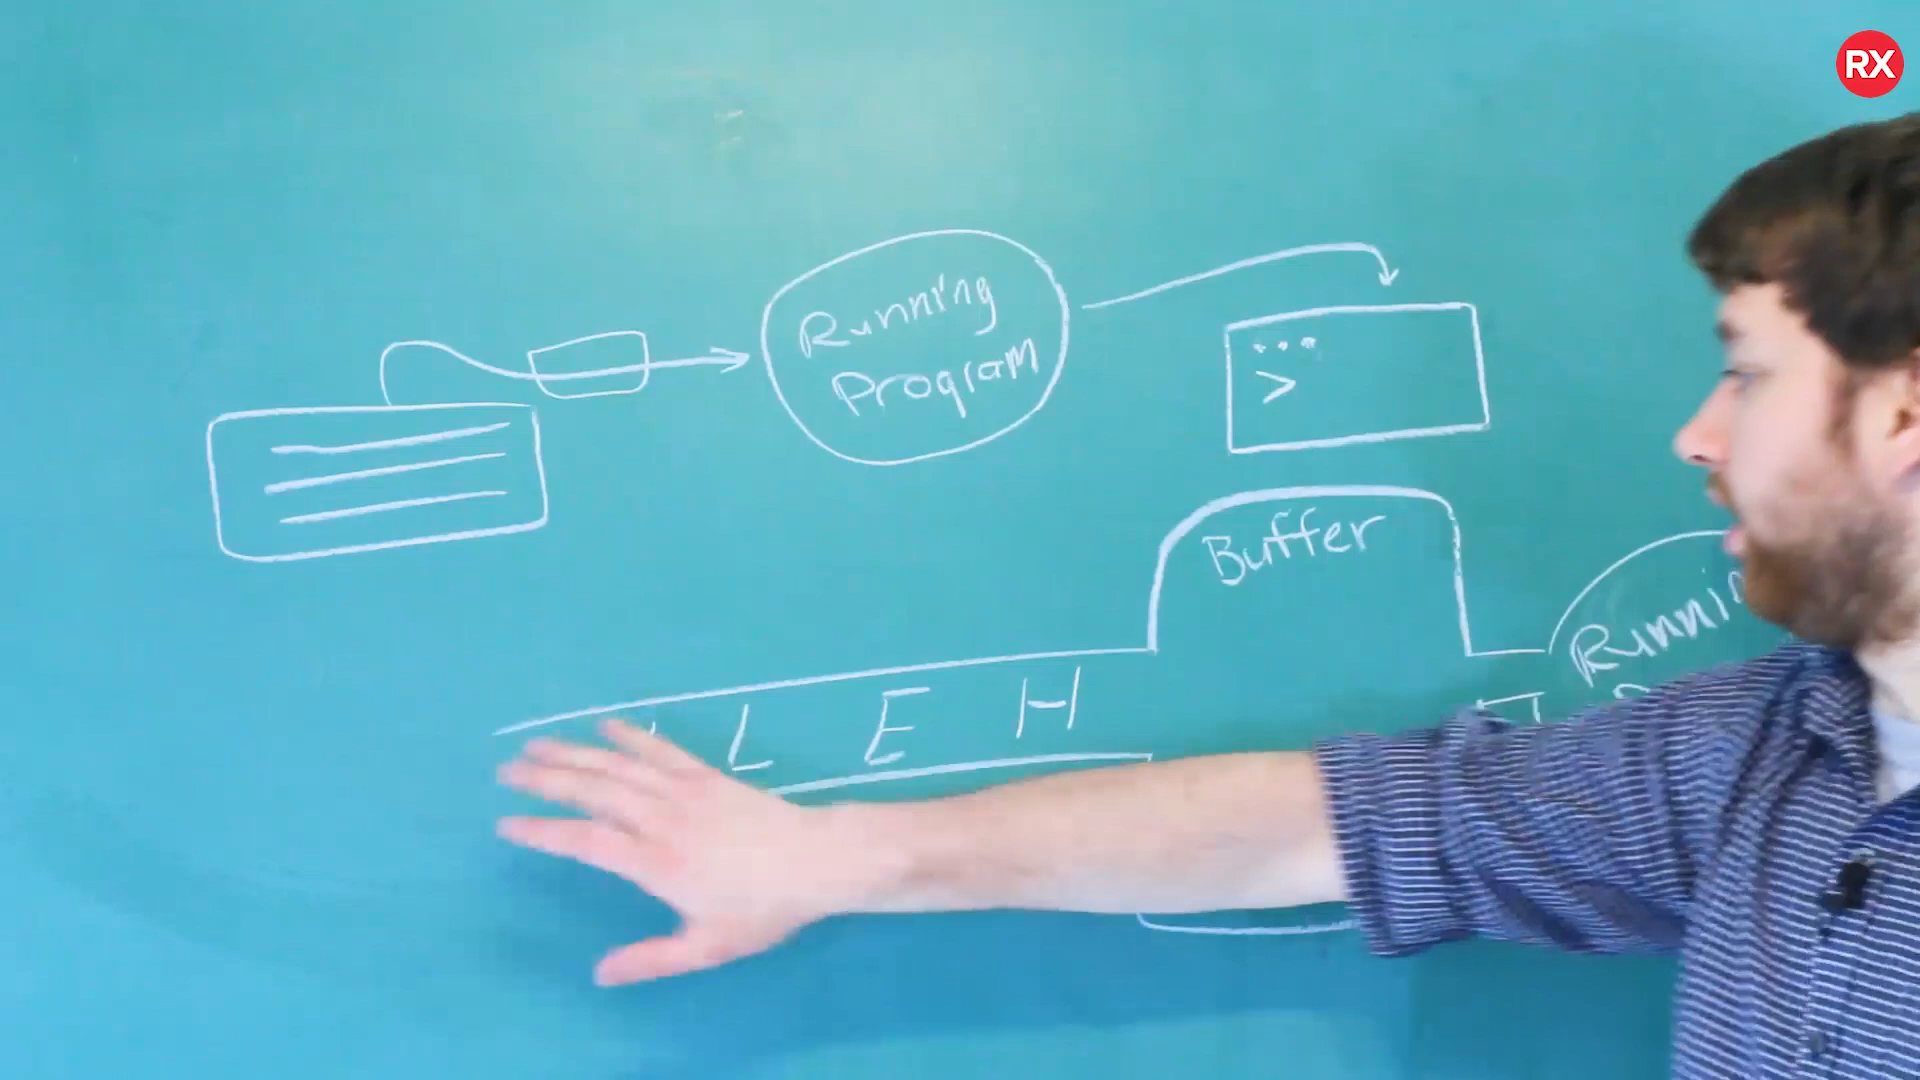 RX
Running
Program
>
Buffer
L E H